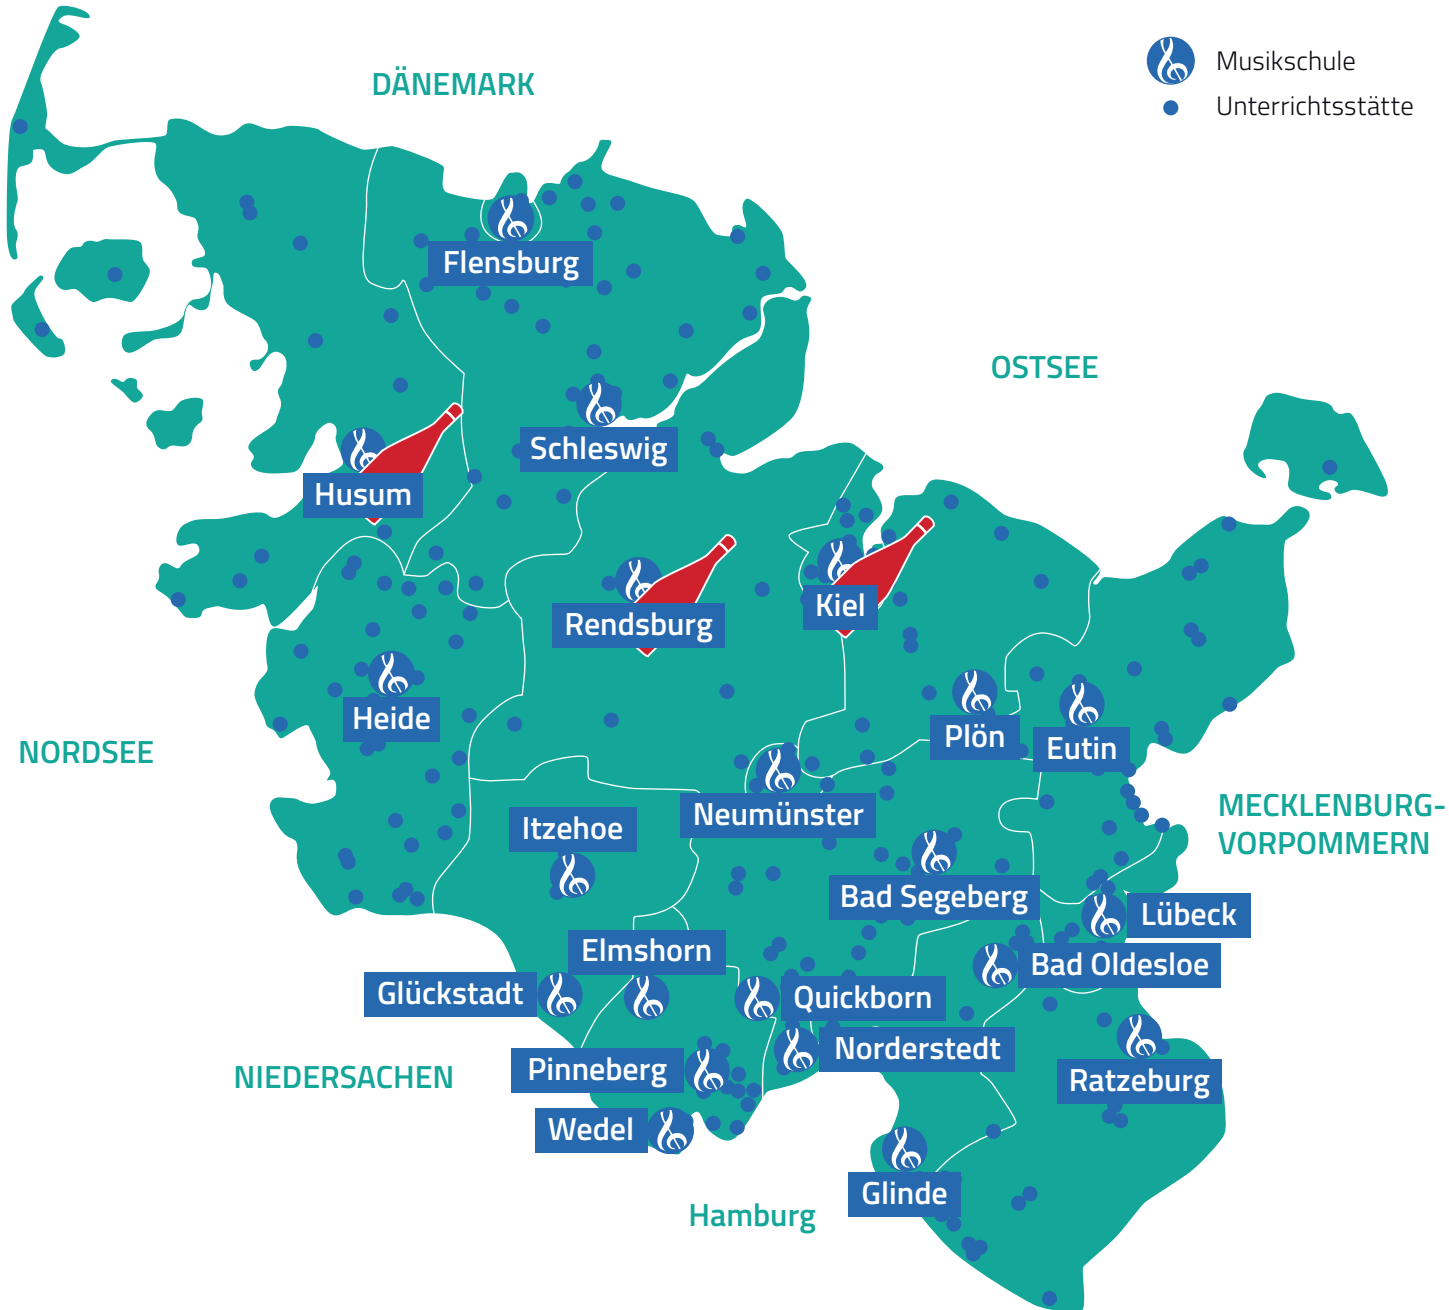 Musikschule
Unterrichtsstätte
DÄNEMARK
Flensburg
OSTSEE
Schleswig
Husum
Kiel
Rendsburg
Heide
Plön
Eutin
NORDSEE
Neumünster
Itzehoe
MECKLENBURG-
VORPOMMERN
Bad Segeberg
Lübeck
Elmshorn
Bad Oldesloe
Glückstadt
Quickborn
Norderstedt
Pinneberg
NIEDERSACHEN
Ratzeburg
Wedel
Glinde
Hamburg